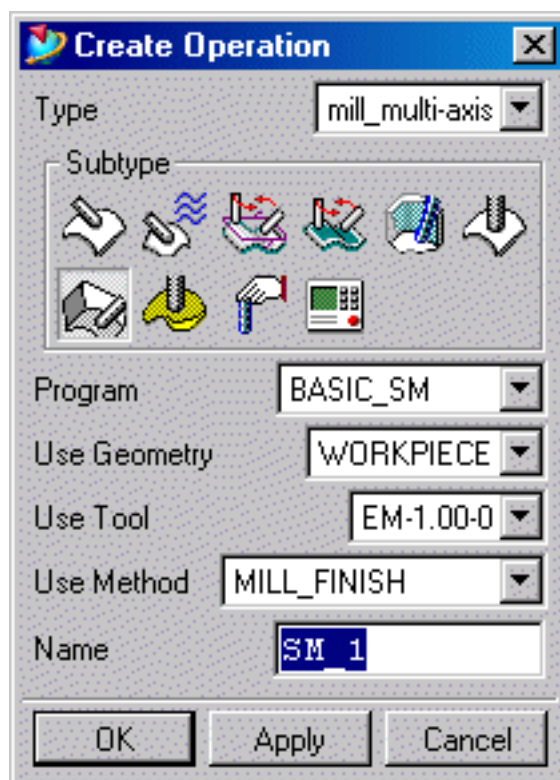 Create Operation
Type mill_multi-axis
Subtype
Program BASIC_SM
Use Geometry WORKPIECE
Use Tool EM-1.00-0
Use Method MILL_FINISH
Name SM_1
OK Apply Cancel